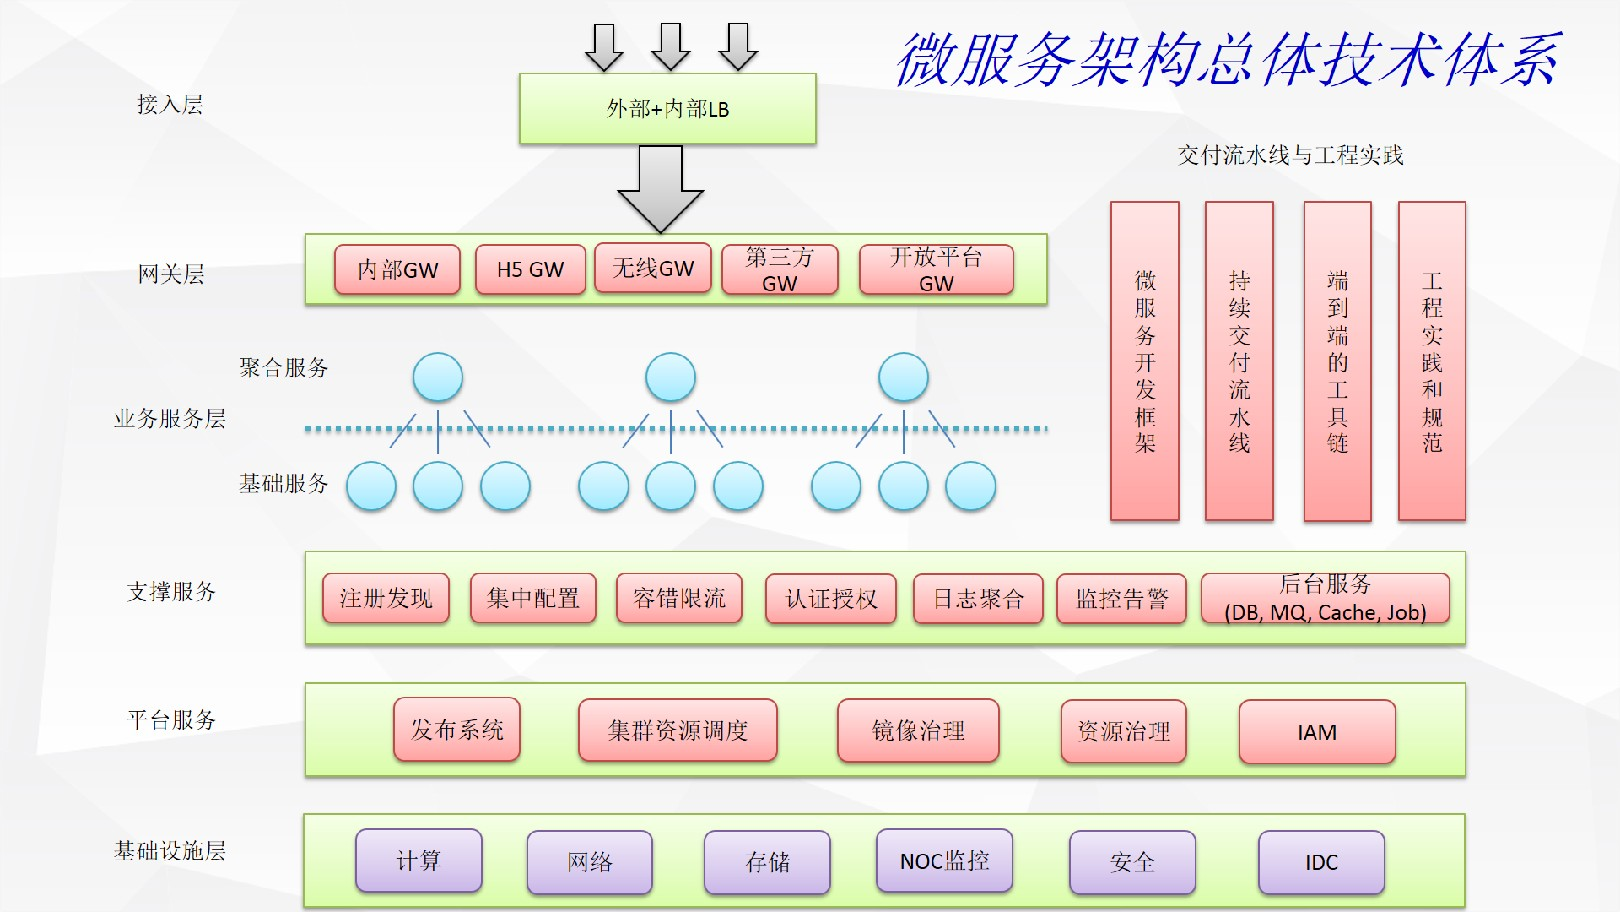 微服务架构总体技术体系
接入层
外部+内部LB
交付流水线与工程实践
微服务开发框架
持续交付流水线
端到端的工具链
工程实践和规范
网关层
内部GW
H5 GW
无线GW
第三方
GW
开放平台
GW
聚合服务
业务服务层
基础服务
支撑服务
注册发现
集中配置
容错限流
认证授权
日志聚合
监控告警
后台服务
(DB, MQ, Cache, Job)
平台服务
发布系统
集群资源调度
镜像治理
资源治理
IAM
基础设施层
计算
网络
存储
NOC监控
安全
IDC